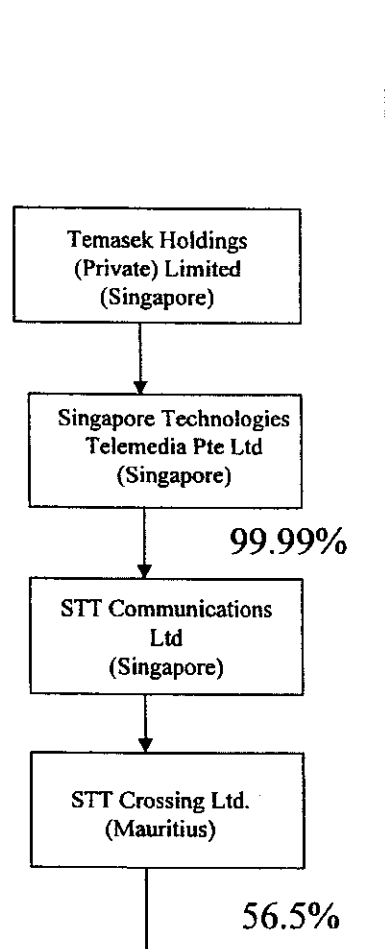 Temasek Holdings
(Private) Limited
(Singapore)
Singapore Technologies
Telemedia Pte Ltd
(Singapore)
99.99%
STT Communications
Ltd
(Singapore)
STT Crossing Ltd.
(Mauritius)
56.5%